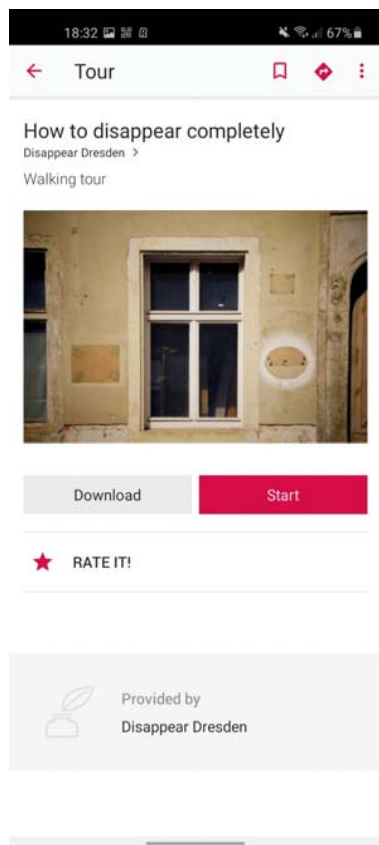 18:32 67%
Tour
How to disappear completely
Disappear Dresden >
Walking tour
Download Start
RATE IT!
Provided by
Disappear Dresden